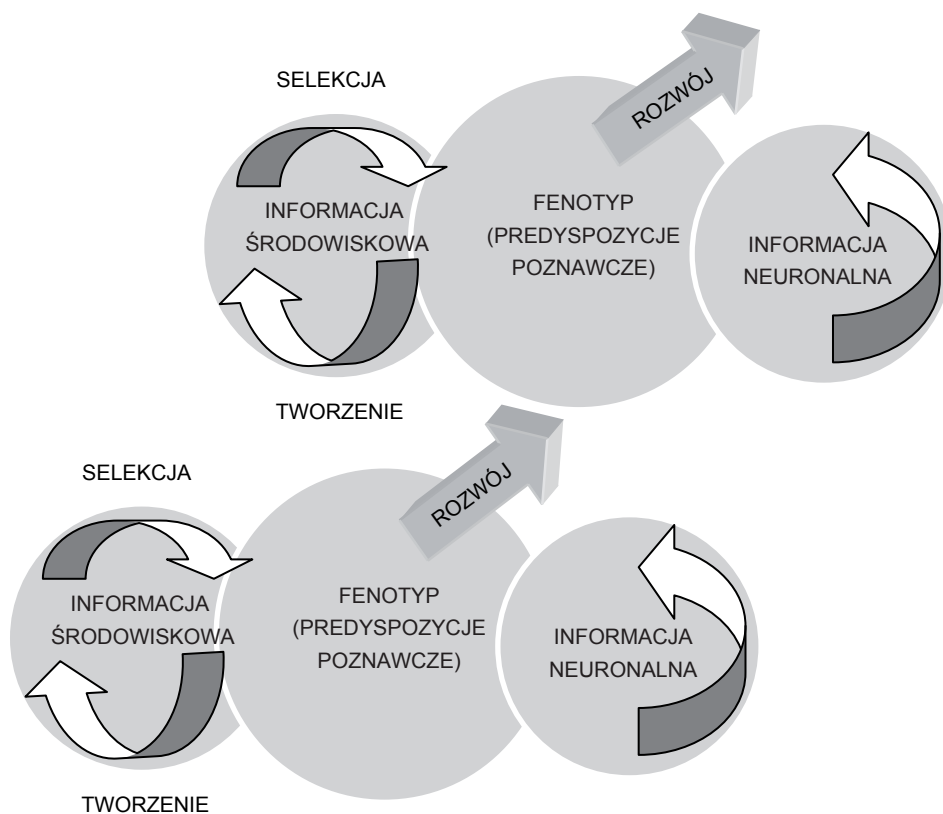 SELEKCJA
ROZWÓJ
INFORMACJA
ŚRODOWISKOWA
FENOTYP
(PREDYSPOZYCJE
POZNAWCZE)
INFORMACJA
NEURONALNA
TWORZENIE
SELEKCJA
ROZWÓJ
INFORMACJA
ŚRODOWISKOWA
FENOTYP
(PREDYSPOZYCJE
POZNAWCZE)
INFORMACJA
NEURONALNA
TWORZENIE